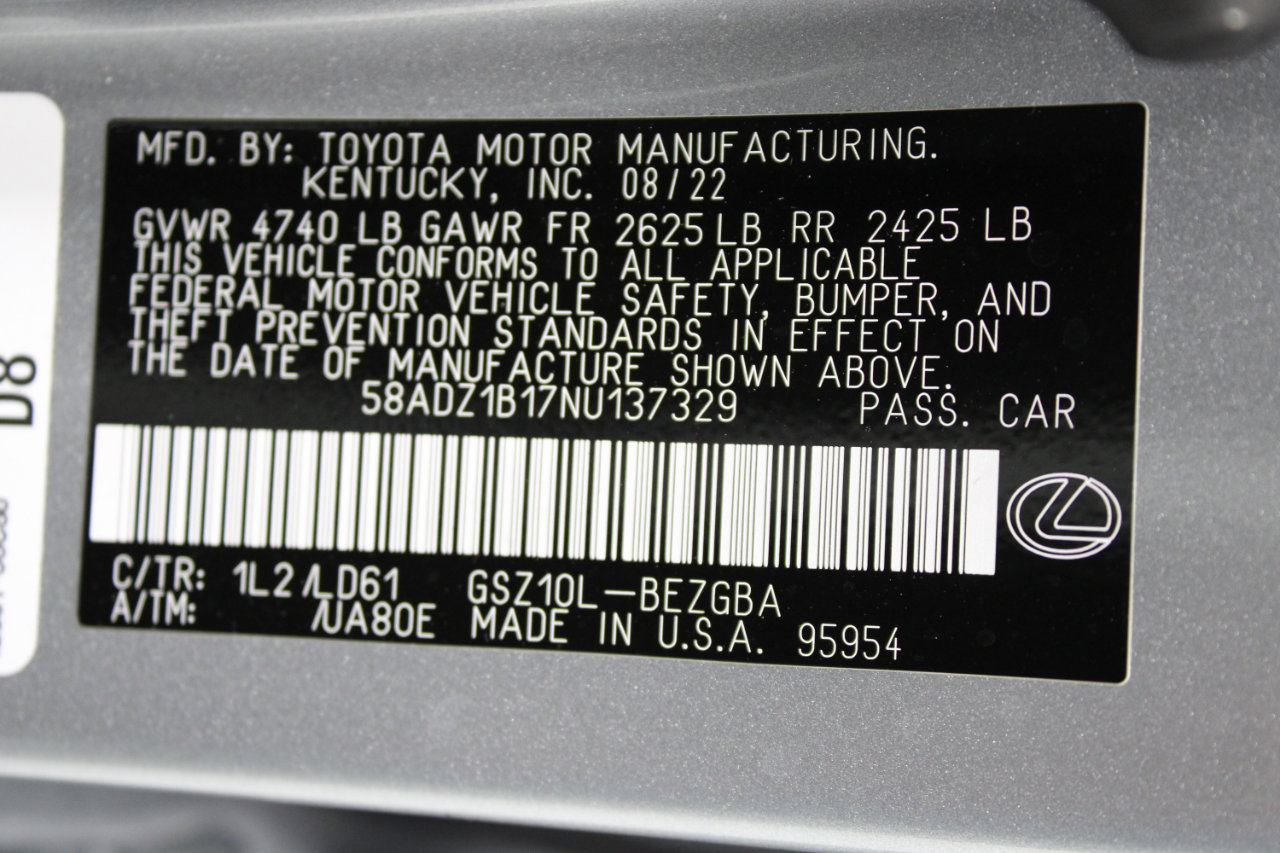 MFD. BY: TOYOTA MOTOR MANUFACTURING.
KENTUCKY, INC. 08/22
GVWR 4740 LB GAWR FR 2625 LB RR 2425 LB
THIS VEHICLE CONFORMS TO ALL APPLICABLE
FEDERAL MOTOR VEHICLE SAFETY, BUMPER, AND
THEFT PREVENTION STANDARDS IN EFFECT ON
THE DATE OF MANUFACTURE SHOWN ABOVE.
58ADZ1B17NU137329 PASS. CAR
C/TR: 1L2 /LD61 GSZ10L-BEZGBA
A/TM: /UA80E MADE IN U.S.A. 95954
D8